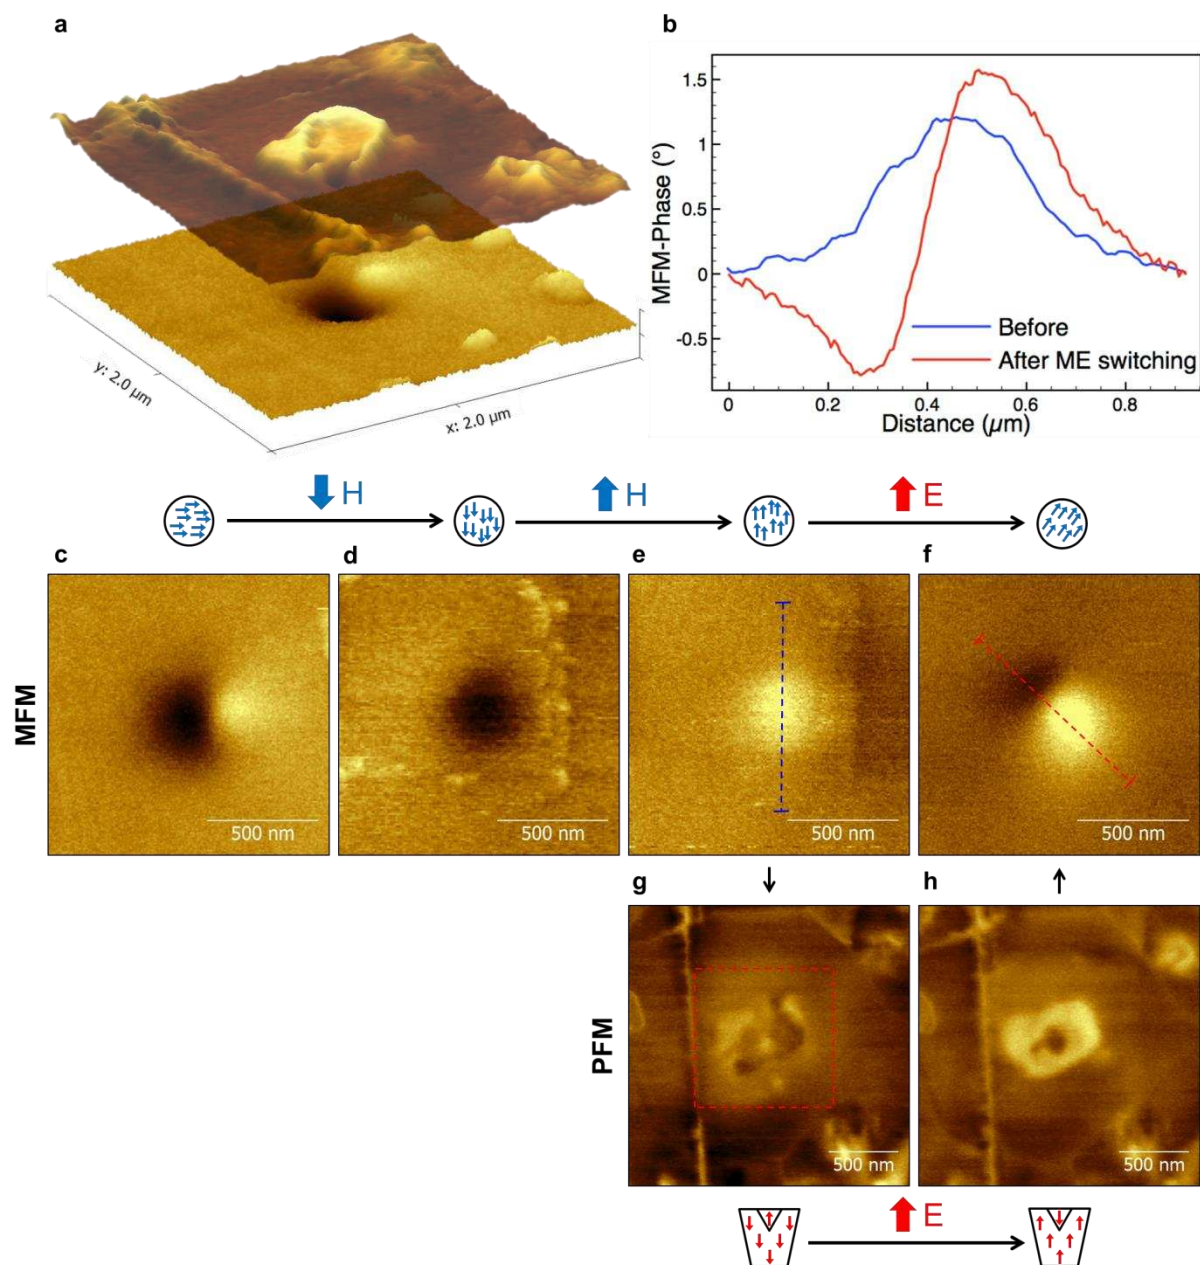 a
y: 2.0 µm
x: 2.0 µm
b
MFM-Phase (°)
1.5
1
0.5
0
-0.5
Before
After ME switching
0
0.2
0.4
0.6
0.8
Distance (µm)
H
H
E
c
d
e
f
MFM
500 nm
500 nm
500 nm
500 nm
g
h
PFM
500 nm
500 nm
E